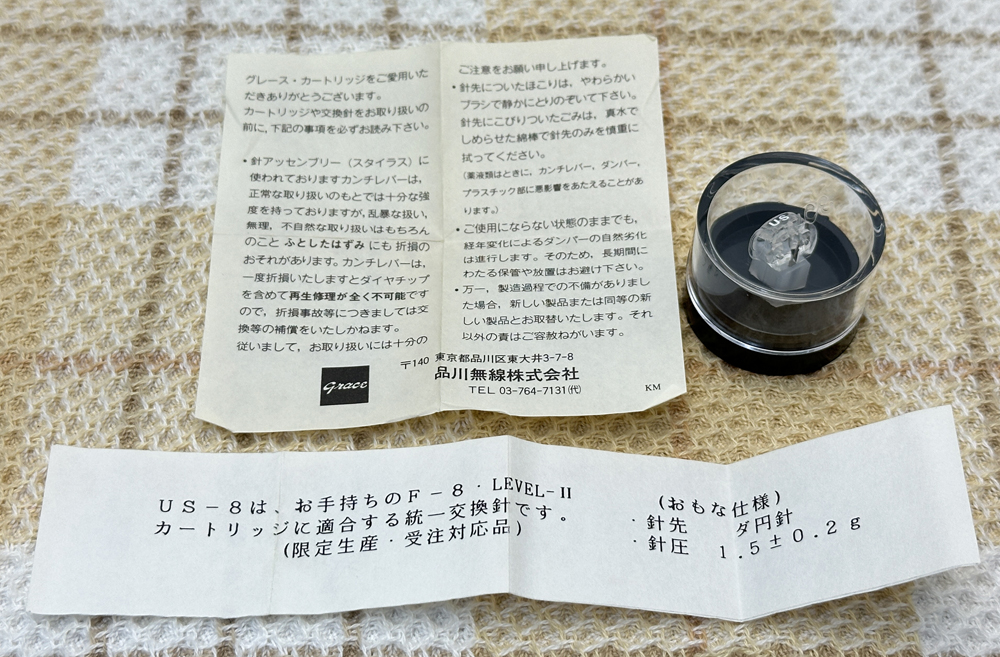 グレース・カートリッジをご愛用いた
だきありがとうございます。
カートリッジや交換針をお取り扱いの
前に、下記の事項を必ずお読み下さい。
・針アッセンブリー（スタイラス）に
使われておりますカンチレバーは，
正常な取り扱いのもとでは十分な強
度を持っておりますが，乱暴な扱い，
無理，不自然な取り扱いはもちろん
のこと ふとしたはずみ にも折損の
おそれがあります。カンチレバーは，
一度折損いたしますとダイヤチップ
を含めて再生修理が全く不可能です
ので，折損事故等につきましては交
換等の補償をいたしかねます。
従いまして，お取り扱いには十分の
ご注意をお願い申し上げます。
・針先についたほこりは，やわらかい
ブラシで静かにとりのぞいて下さい。
針先にこびりついたごみは，真水で
しめらせた綿棒で針先のみを慎重に
拭ってください。
（薬液類はときに，カンチレバー，ダンパー，
プラスチック部に悪影響をあたえることがあ
ります。）
・ご使用にならない状態のままでも，
経年変化によるダンパーの自然劣化
は進行します。そのため，長期間に
わたる保管や放置はお避け下さい。
・万一，製造過程での不備がありまし
た場合，新しい製品または同等の新
しい製品とお取替いたします。それ
以外の責はご容赦ねがいます。
Grace
〒140 東京都品川区東大井3-7-8
品川無線株式会社
TEL 03-764-7131㈹
KM
US 8
US－8は、お手持ちのF－8・LEVEL-II
カートリッジに適合する統一交換針です。
(限定生産・受注対応品)
(おもな仕様)
・針先 ダ円針
・針圧 1.5±0.2g